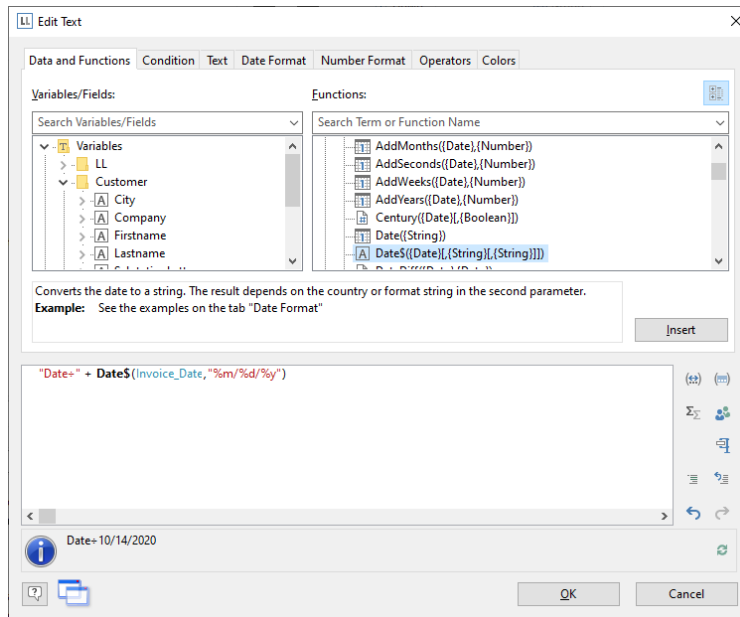 LL Edit Text
Data and Functions Condition Text Date Format Number Format Operators Colors
Variables/Fields:
Search Variables/Fields
Variables
LL
Customer
City
Company
Firstname
Lastname
Functions:
Search Term or Function Name
AddMonths({Date},{Number})
AddSeconds({Date},{Number})
AddWeeks({Date},{Number})
AddYears({Date},{Number})
Century({Date}[,{Boolean}])
Date({String})
Date$({Date}[,{String}[,{String}]])
Converts the date to a string. The result depends on the country or format string in the second parameter.
Example: See the examples on the tab "Date Format"
Insert
"Date÷" + Date$(Invoice_Date,"%m/%d/%y")
Date÷10/14/2020
OK Cancel